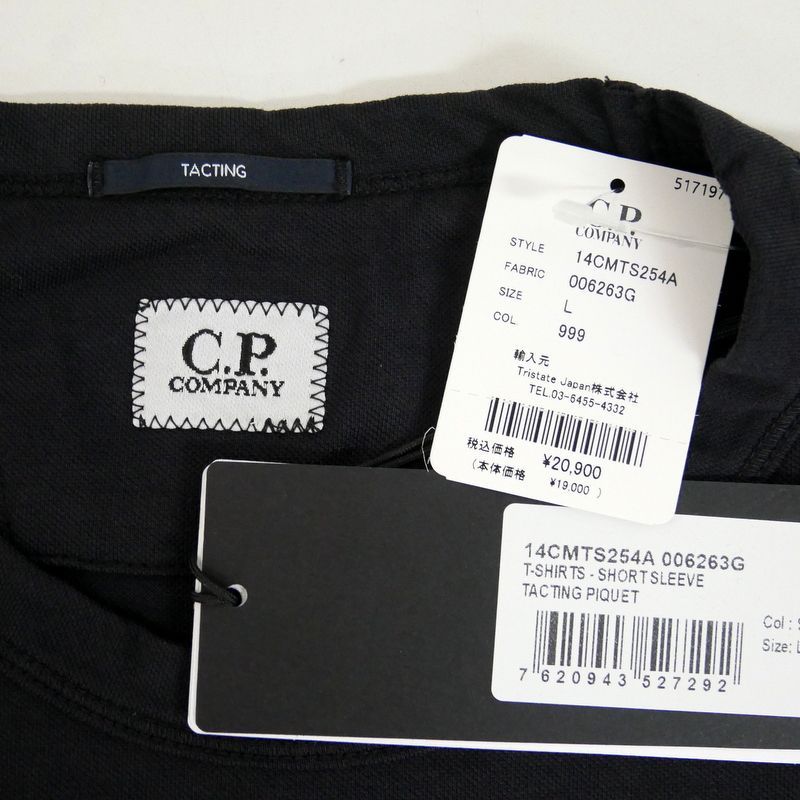 TACTING
C.P.
COMPANY
517197
C.P.
COMPANY
STYLE 14CMTS254A
FABRIC 006263G
SIZE L
COL 999
輸入元
Tristate Japan株式会社
TEL.03-6455-4332
税込価格 ¥20,900
(本体価格 ¥19,000 )
14CMTS254A 006263G
T-SHIRTS - SHORT SLEEVE
TACTING PIQUET
Col : 9
Size: L
7 620943 527292